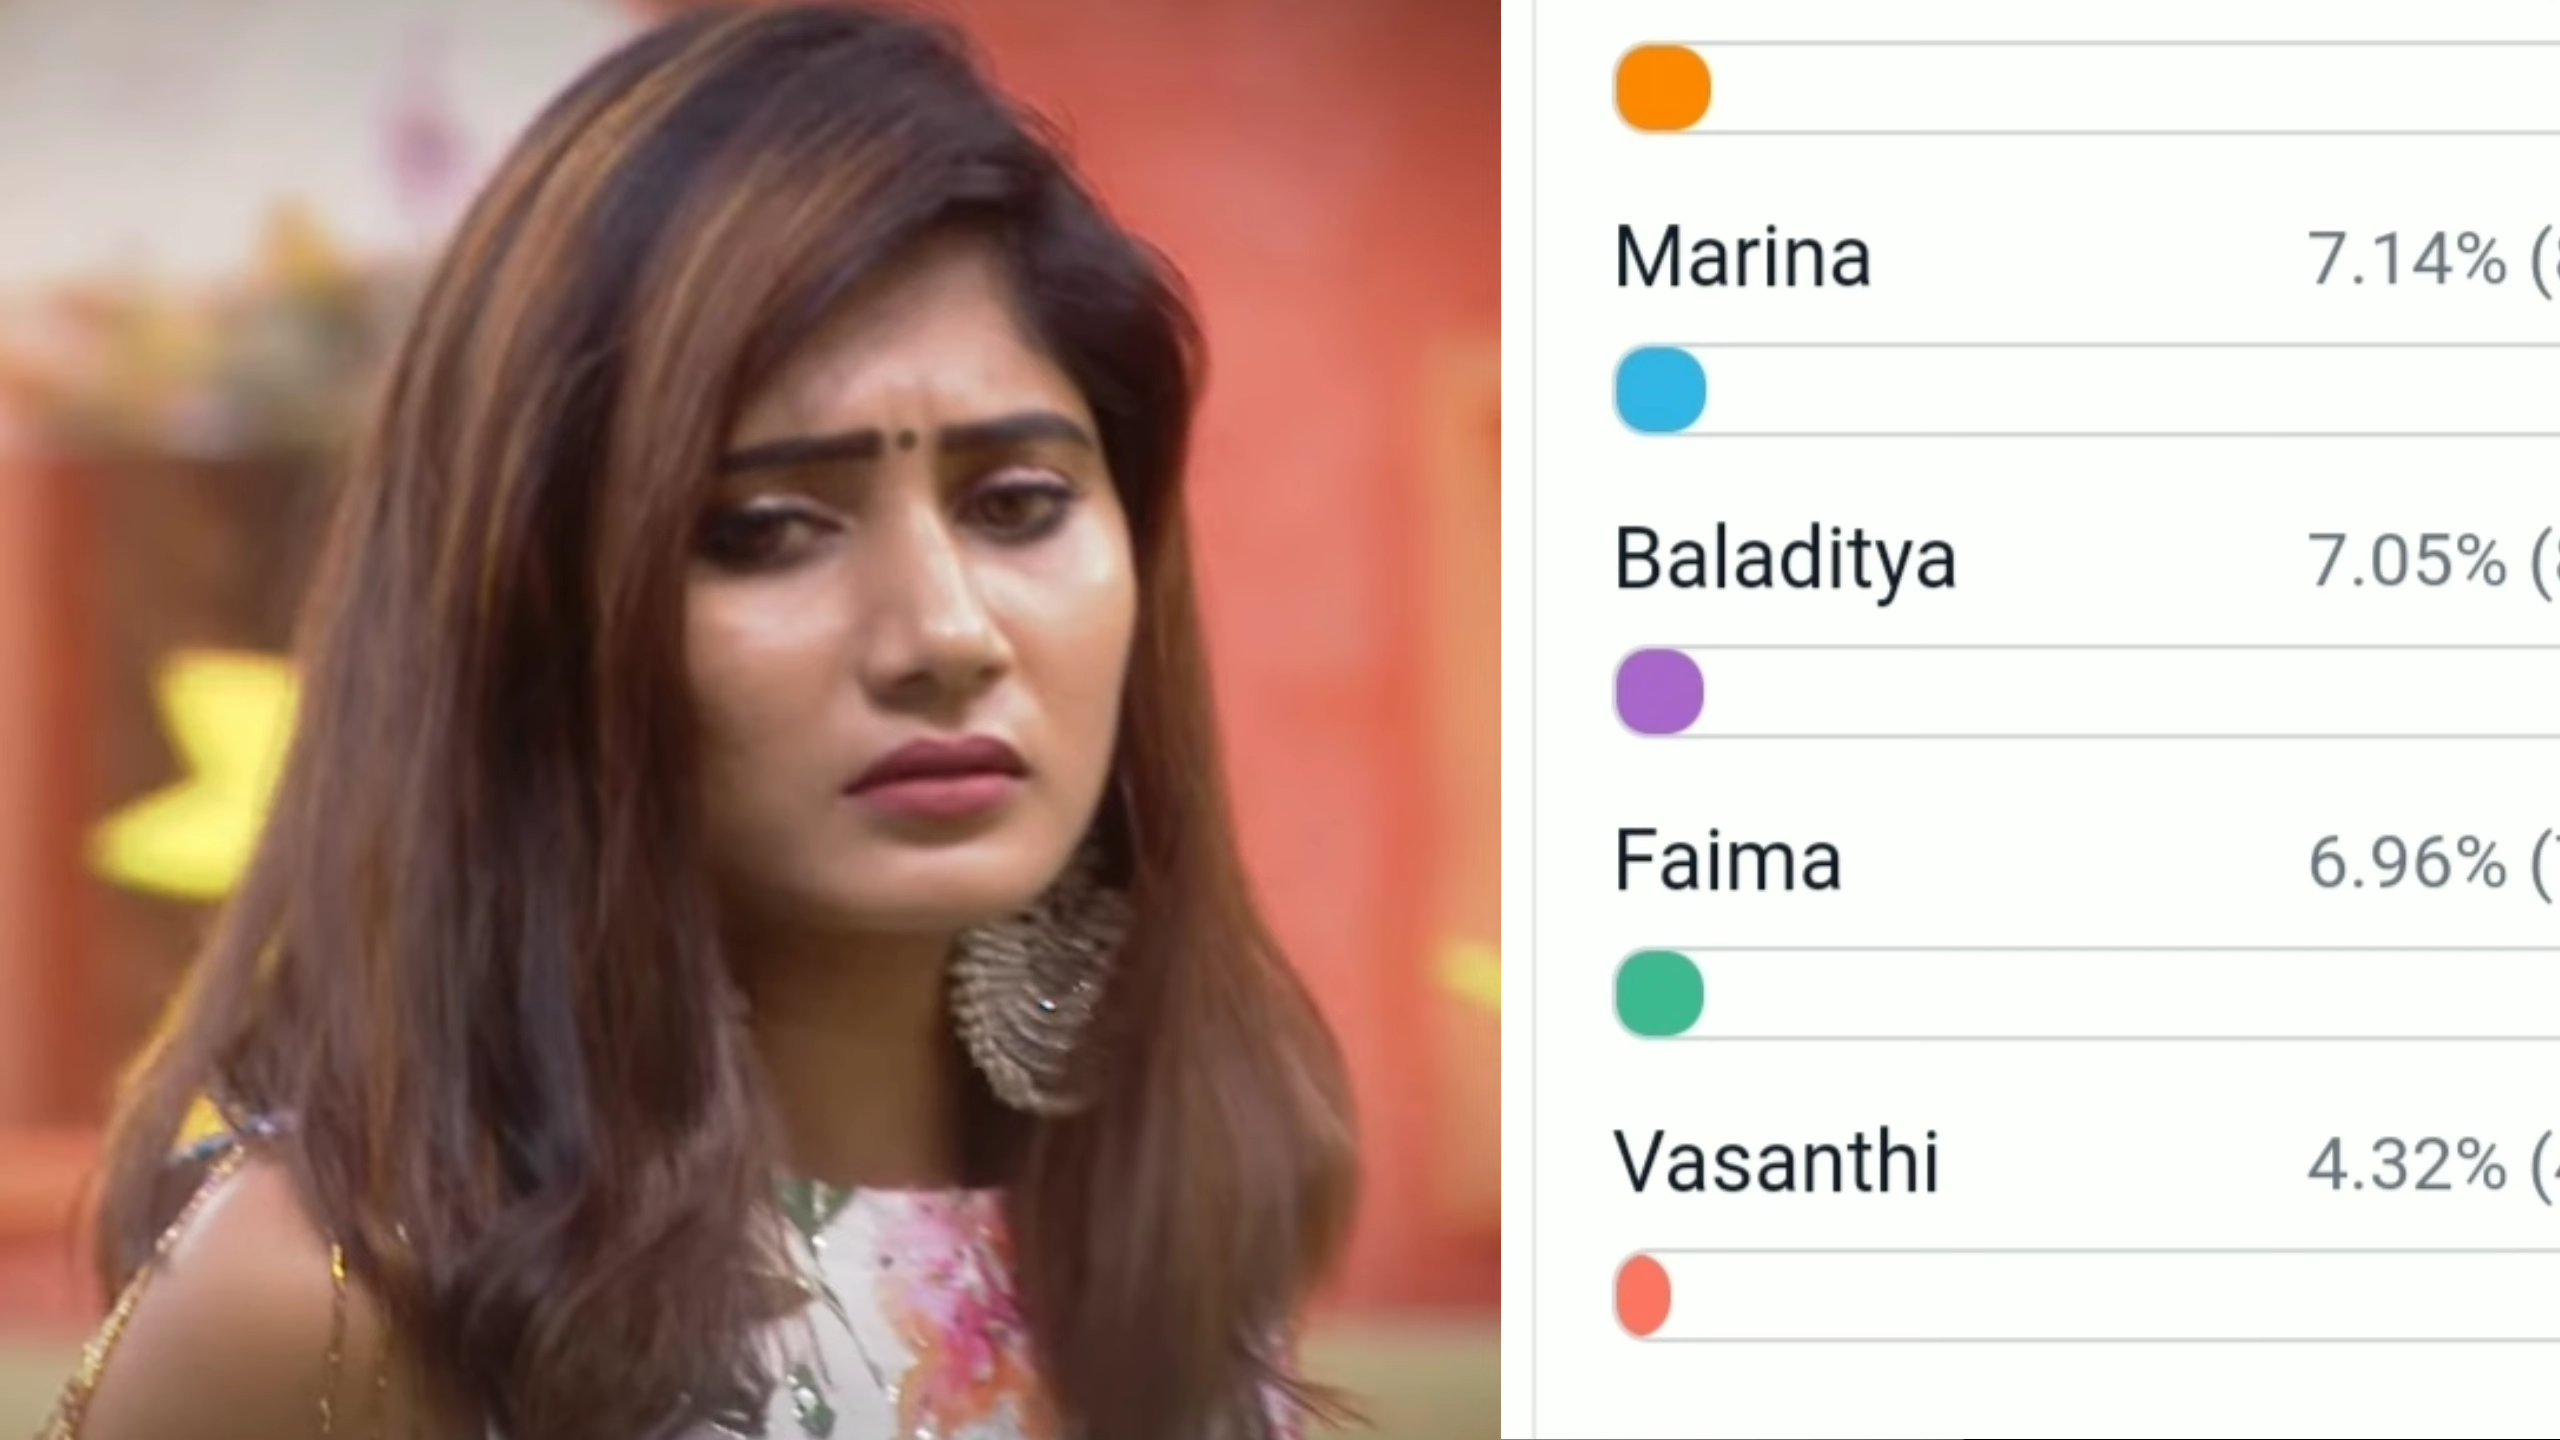 Marina 7.14% (
Baladitya 7.05% (
Faima 6.96% (
Vasanthi 4.32% (